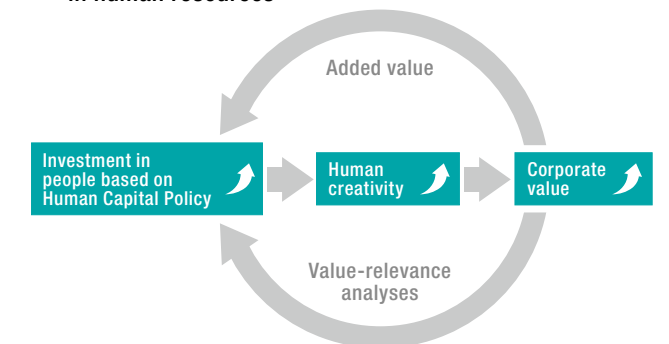 in human resources
Added value
Investment in
people based on
Human Capital Policy
Human
creativity
Corporate
value
Value-relevance
analyses